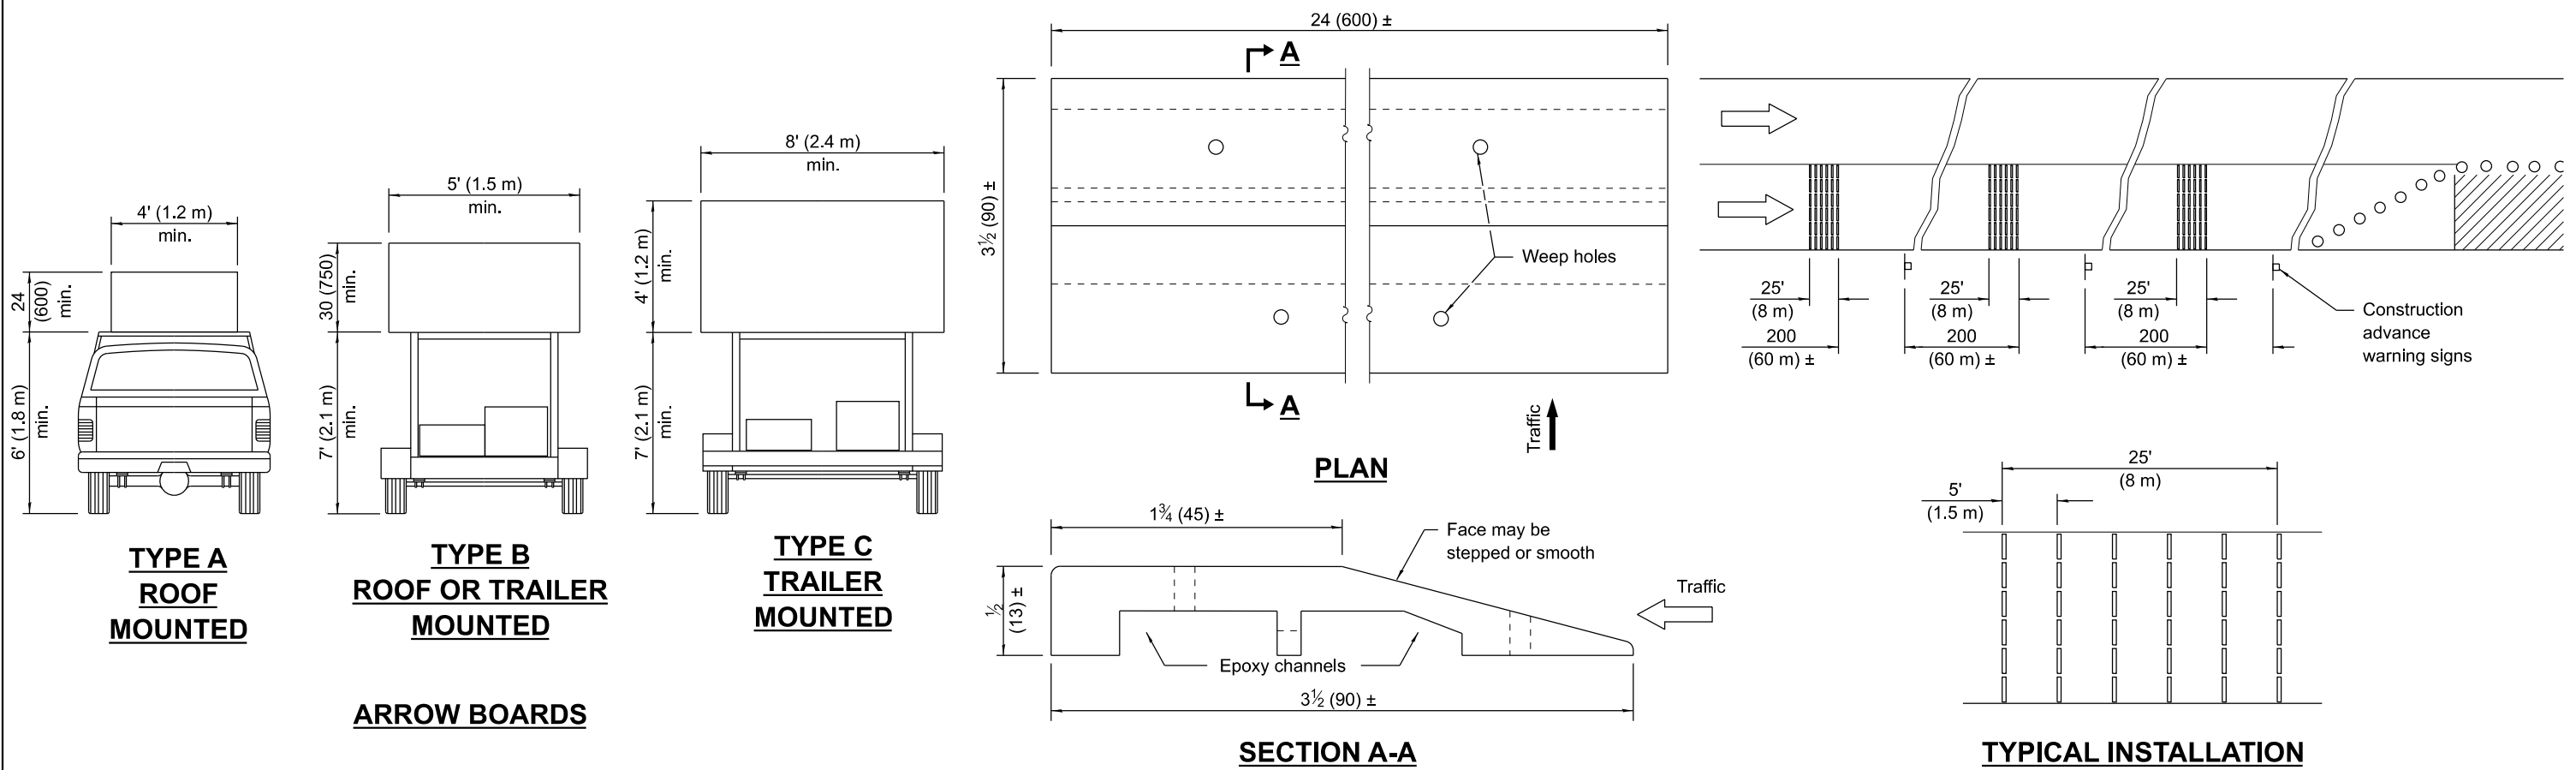 4' (1.2 m)
min.
24
(600)
min.
6' (1.8 m)
min.
TYPE A
ROOF
MOUNTED
5' (1.5 m)
min.
30 (750)
min.
7' (2.1 m)
min.
TYPE B
ROOF OR TRAILER
MOUNTED
8' (2.4 m)
min.
4' (1.2 m)
min.
7' (2.1 m)
min.
TYPE C
TRAILER
MOUNTED
ARROW BOARDS
24 (600) ±
A
3½ (90) ±
Weep holes
A
Traffic
PLAN
1¾ (45) ±
Face may be
stepped or smooth
Traffic
½
(13) ±
Epoxy channels
3½ (90) ±
SECTION A-A
25'
(8 m)
200
(60 m) ±
25'
(8 m)
200
(60 m) ±
25'
(8 m)
200
(60 m) ±
Construction
advance
warning signs
25'
(8 m)
5'
(1.5 m)
TYPICAL INSTALLATION